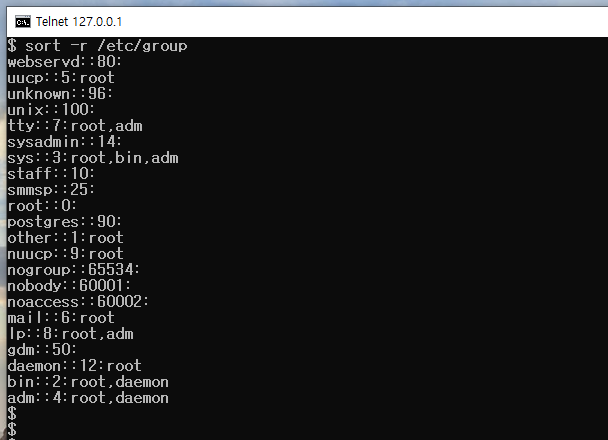 Telnet 127.0.0.1
$ sort -r /etc/group
webservd::80:
uucp::5:root
unknown::96:
unix::100:
tty::7:root,adm
sysadmin::14:
sys::3:root,bin,adm
staff::10:
smmsp::25:
root::0:
postgres::90:
other::1:root
nuucp::9:root
nogroup::65534:
nobody::60001:
noaccess::60002:
mail::6:root
lp::8:root,adm
gdm::50:
daemon::12:root
bin::2:root,daemon
adm::4:root,daemon
$
$